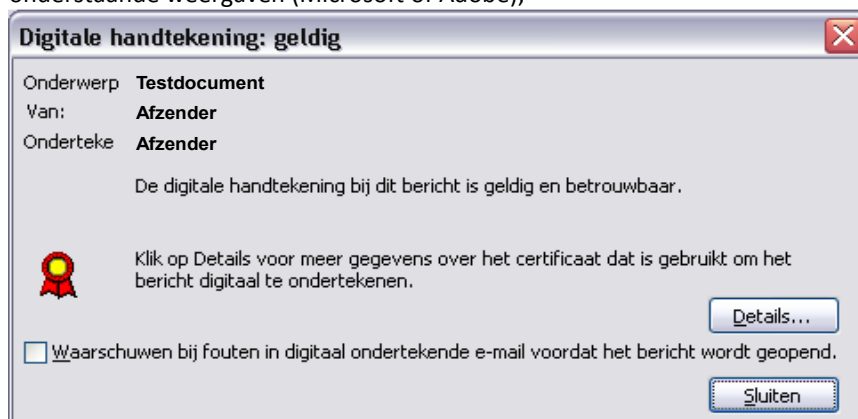 onderstaande weergaven (Microsoft of Adobe),
Digitale handtekening: geldig
Onderwerp Testdocument
Van: Afzender
Onderteke Afzender
De digitale handtekening bij dit bericht is geldig en betrouwbaar.
Klik op Details voor meer gegevens over het certificaat dat is gebruikt om het
bericht digitaal te ondertekenen.
Details...
Waarschuwen bij fouten in digitaal ondertekende e-mail voordat het bericht wordt geopend.
Sluiten